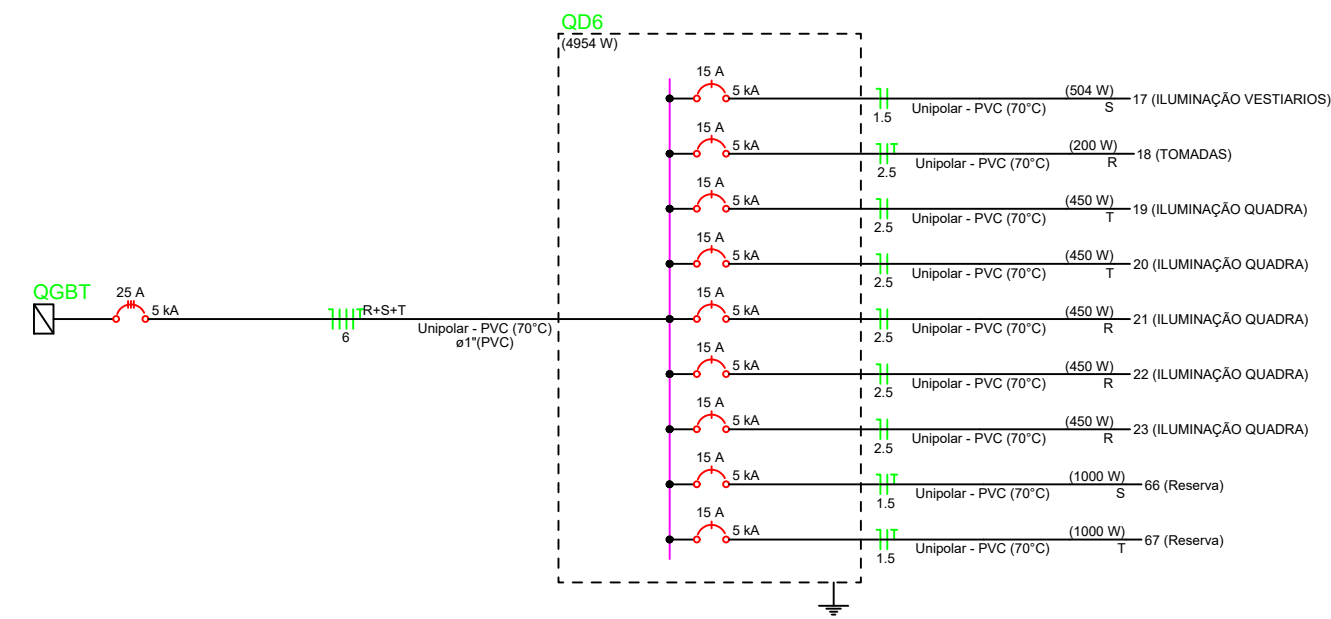 QD6
(4954 W)
15 A
5 kA
1.5
Unipolar - PVC (70°C)
(504 W)
S
17 (ILUMINAÇÃO VESTIARIOS)
15 A
5 kA
T
2.5
Unipolar - PVC (70°C)
(200 W)
R
18 (TOMADAS)
15 A
5 kA
2.5
Unipolar - PVC (70°C)
(450 W)
T
19 (ILUMINAÇÃO QUADRA)
15 A
5 kA
2.5
Unipolar - PVC (70°C)
(450 W)
T
20 (ILUMINAÇÃO QUADRA)
QGBT
25 A
5 kA
R+S+T
6
Unipolar - PVC (70°C)
ø1"(PVC)
15 A
5 kA
2.5
Unipolar - PVC (70°C)
(450 W)
R
21 (ILUMINAÇÃO QUADRA)
15 A
5 kA
2.5
Unipolar - PVC (70°C)
(450 W)
R
22 (ILUMINAÇÃO QUADRA)
15 A
5 kA
2.5
Unipolar - PVC (70°C)
(450 W)
R
23 (ILUMINAÇÃO QUADRA)
15 A
5 kA
T
1.5
Unipolar - PVC (70°C)
(1000 W)
S
66 (Reserva)
15 A
5 kA
T
1.5
Unipolar - PVC (70°C)
(1000 W)
T
67 (Reserva)